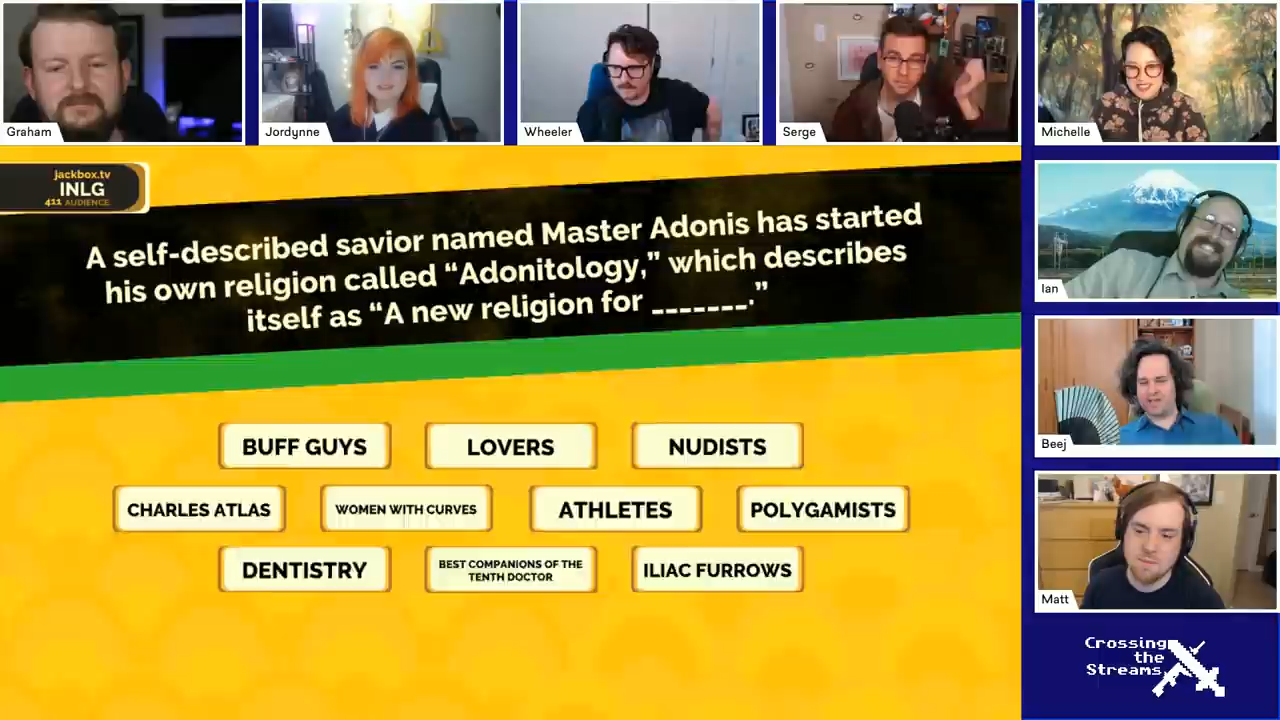 Graham
Jordynne
Wheeler
Serge
Michelle
jackbox.tv
INLG
411 AUDIENCE
A self-described savior named Master Adonis has started
his own religion called “Adonitology,” which describes
itself as “A new religion for _______.”
Ian
BUFF GUYS
LOVERS
NUDISTS
Beej
CHARLES ATLAS
WOMEN WITH CURVES
ATHLETES
POLYGAMISTS
DENTISTRY
BEST COMPANIONS OF THE
TENTH DOCTOR
ILIAC FURROWS
Matt
Crossing
the
Streams